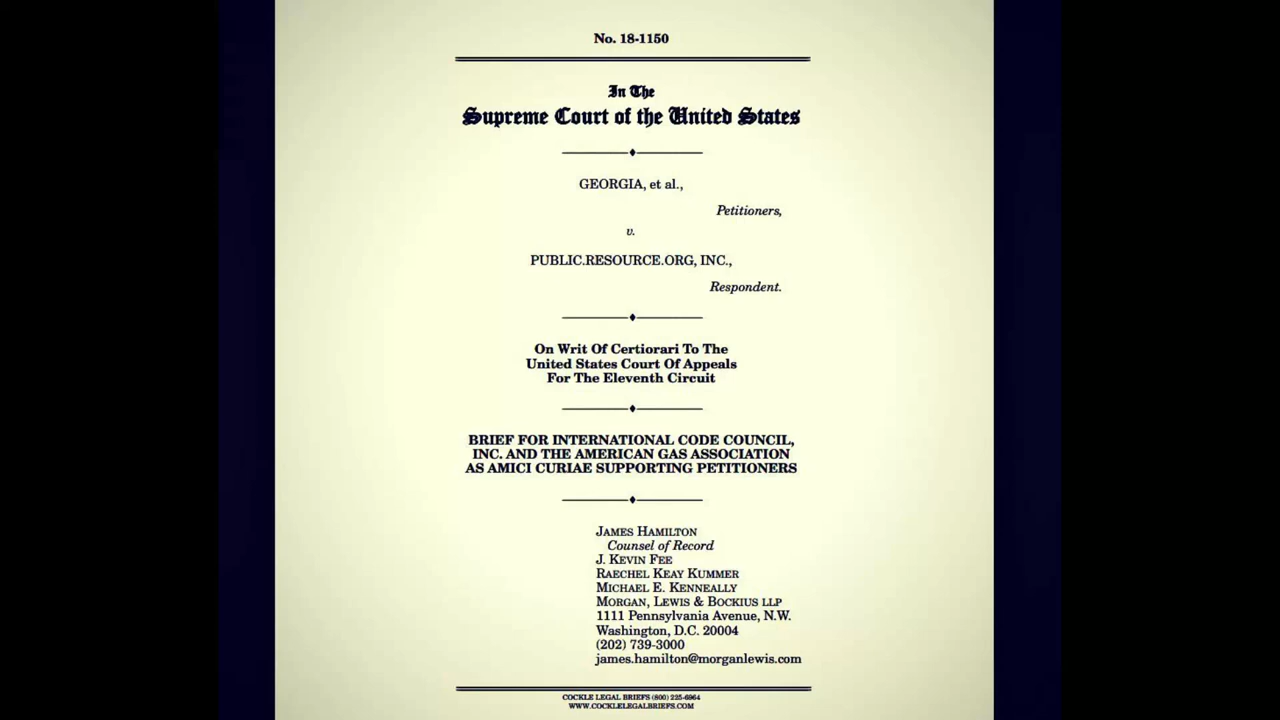 No. 18-1150
In The
Supreme Court of the United States
GEORGIA, et al.,
Petitioners,
v.
PUBLIC.RESOURCE.ORG, INC.,
Respondent.
On Writ Of Certiorari To The
United States Court Of Appeals
For The Eleventh Circuit
BRIEF FOR INTERNATIONAL CODE COUNCIL,
INC. AND THE AMERICAN GAS ASSOCIATION
AS AMICI CURIAE SUPPORTING PETITIONERS
JAMES HAMILTON
Counsel of Record
J. KEVIN FEE
RAECHEL KEAY KUMMER
MICHAEL E. KENNEALLY
MORGAN, LEWIS & BOCKIUS LLP
1111 Pennsylvania Avenue, N.W.
Washington, D.C. 20004
(202) 739-3000
james.hamilton@morganlewis.com
COCKLE LEGAL BRIEFS (800) 225-6964
WWW.COCKLELEGALBRIEFS.COM